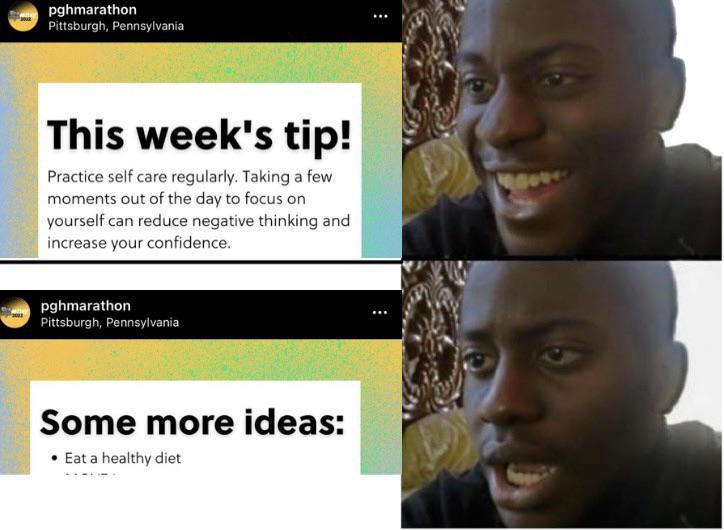 pghmarathon
Pittsburgh, Pennsylvania
This week's tip!
Practice self care regularly. Taking a few
moments out of the day to focus on
yourself can reduce negative thinking and
increase your confidence.
pghmarathon
Pittsburgh, Pennsylvania
Some more ideas:
• Eat a healthy diet